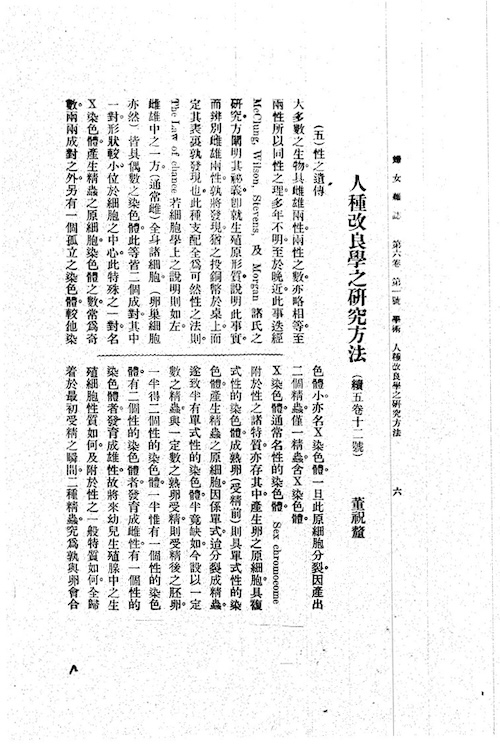 婦女雜誌 第六卷 第一號 學術 人種改良學之研究方法 六
人種改良學之研究方法(續五卷十二號) 董祝釐
(五)性之遺傳
大多數之生物具雌雄兩性兩性之數亦略相等至
兩性所以同性之理多年不明至於晚近此事迭經
McClung, Wilson, Stevens, 及 Morgan 諸氏之
研究方闡明其祕義卽就生殖原形質說明此事實
而辨別雌雄兩性孰將發現猶之投銅幣於桌上而
定其表裏孰發現也此種支配全爲可然性之法則
The Law of chance 若細胞學上之說明則如左
雌雄中之一方(通常雌)全身諸細胞(卵巢細胞
亦然)皆具偶數之染色體此等皆二個成對其中
一對形狀較小位於細胞之中心此特殊之一對名
X染色體產生精蟲之原細胞染色體之數常爲奇
數兩兩成對之外另有一個孤立之染色體較他染
色體小亦名X染色體一旦此原細胞分裂因產出
二個精蟲僅一精蟲含X染色體
X染色體通常名性的染色體 Sex chromocome
附於性之諸特質亦存其中產生卵之原細胞具複
式性的染色體成熟卵(受精前)則具單式性的染
色體產生精蟲之原細胞因係單式迨分裂成精蟲
遂致半有單式性的染色體半竟缺如今設以一定
數之精蟲與一定數之熟卵受精則受精後之胚卵
一半得二個性的染色體一半惟有一個性的染色
體有二個性的染色體者發育成雌性有一個性的
染色體者發育成雄性故將來幼兒生殖腺中之生
殖細胞性質如何及附於性之一般特質如何全歸
着於最初受精之瞬間二種精蟲究爲孰與卵會合